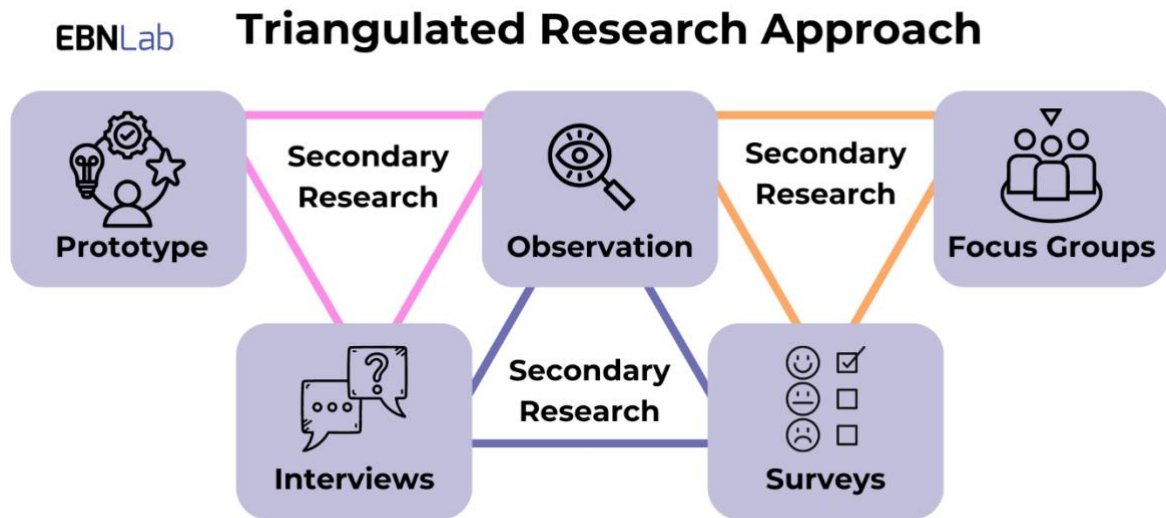 EBNLab
Triangulated Research Approach
Prototype
Secondary
Research
Observation
Secondary
Research
Focus Groups
Interviews
?
Secondary
Research
Surveys